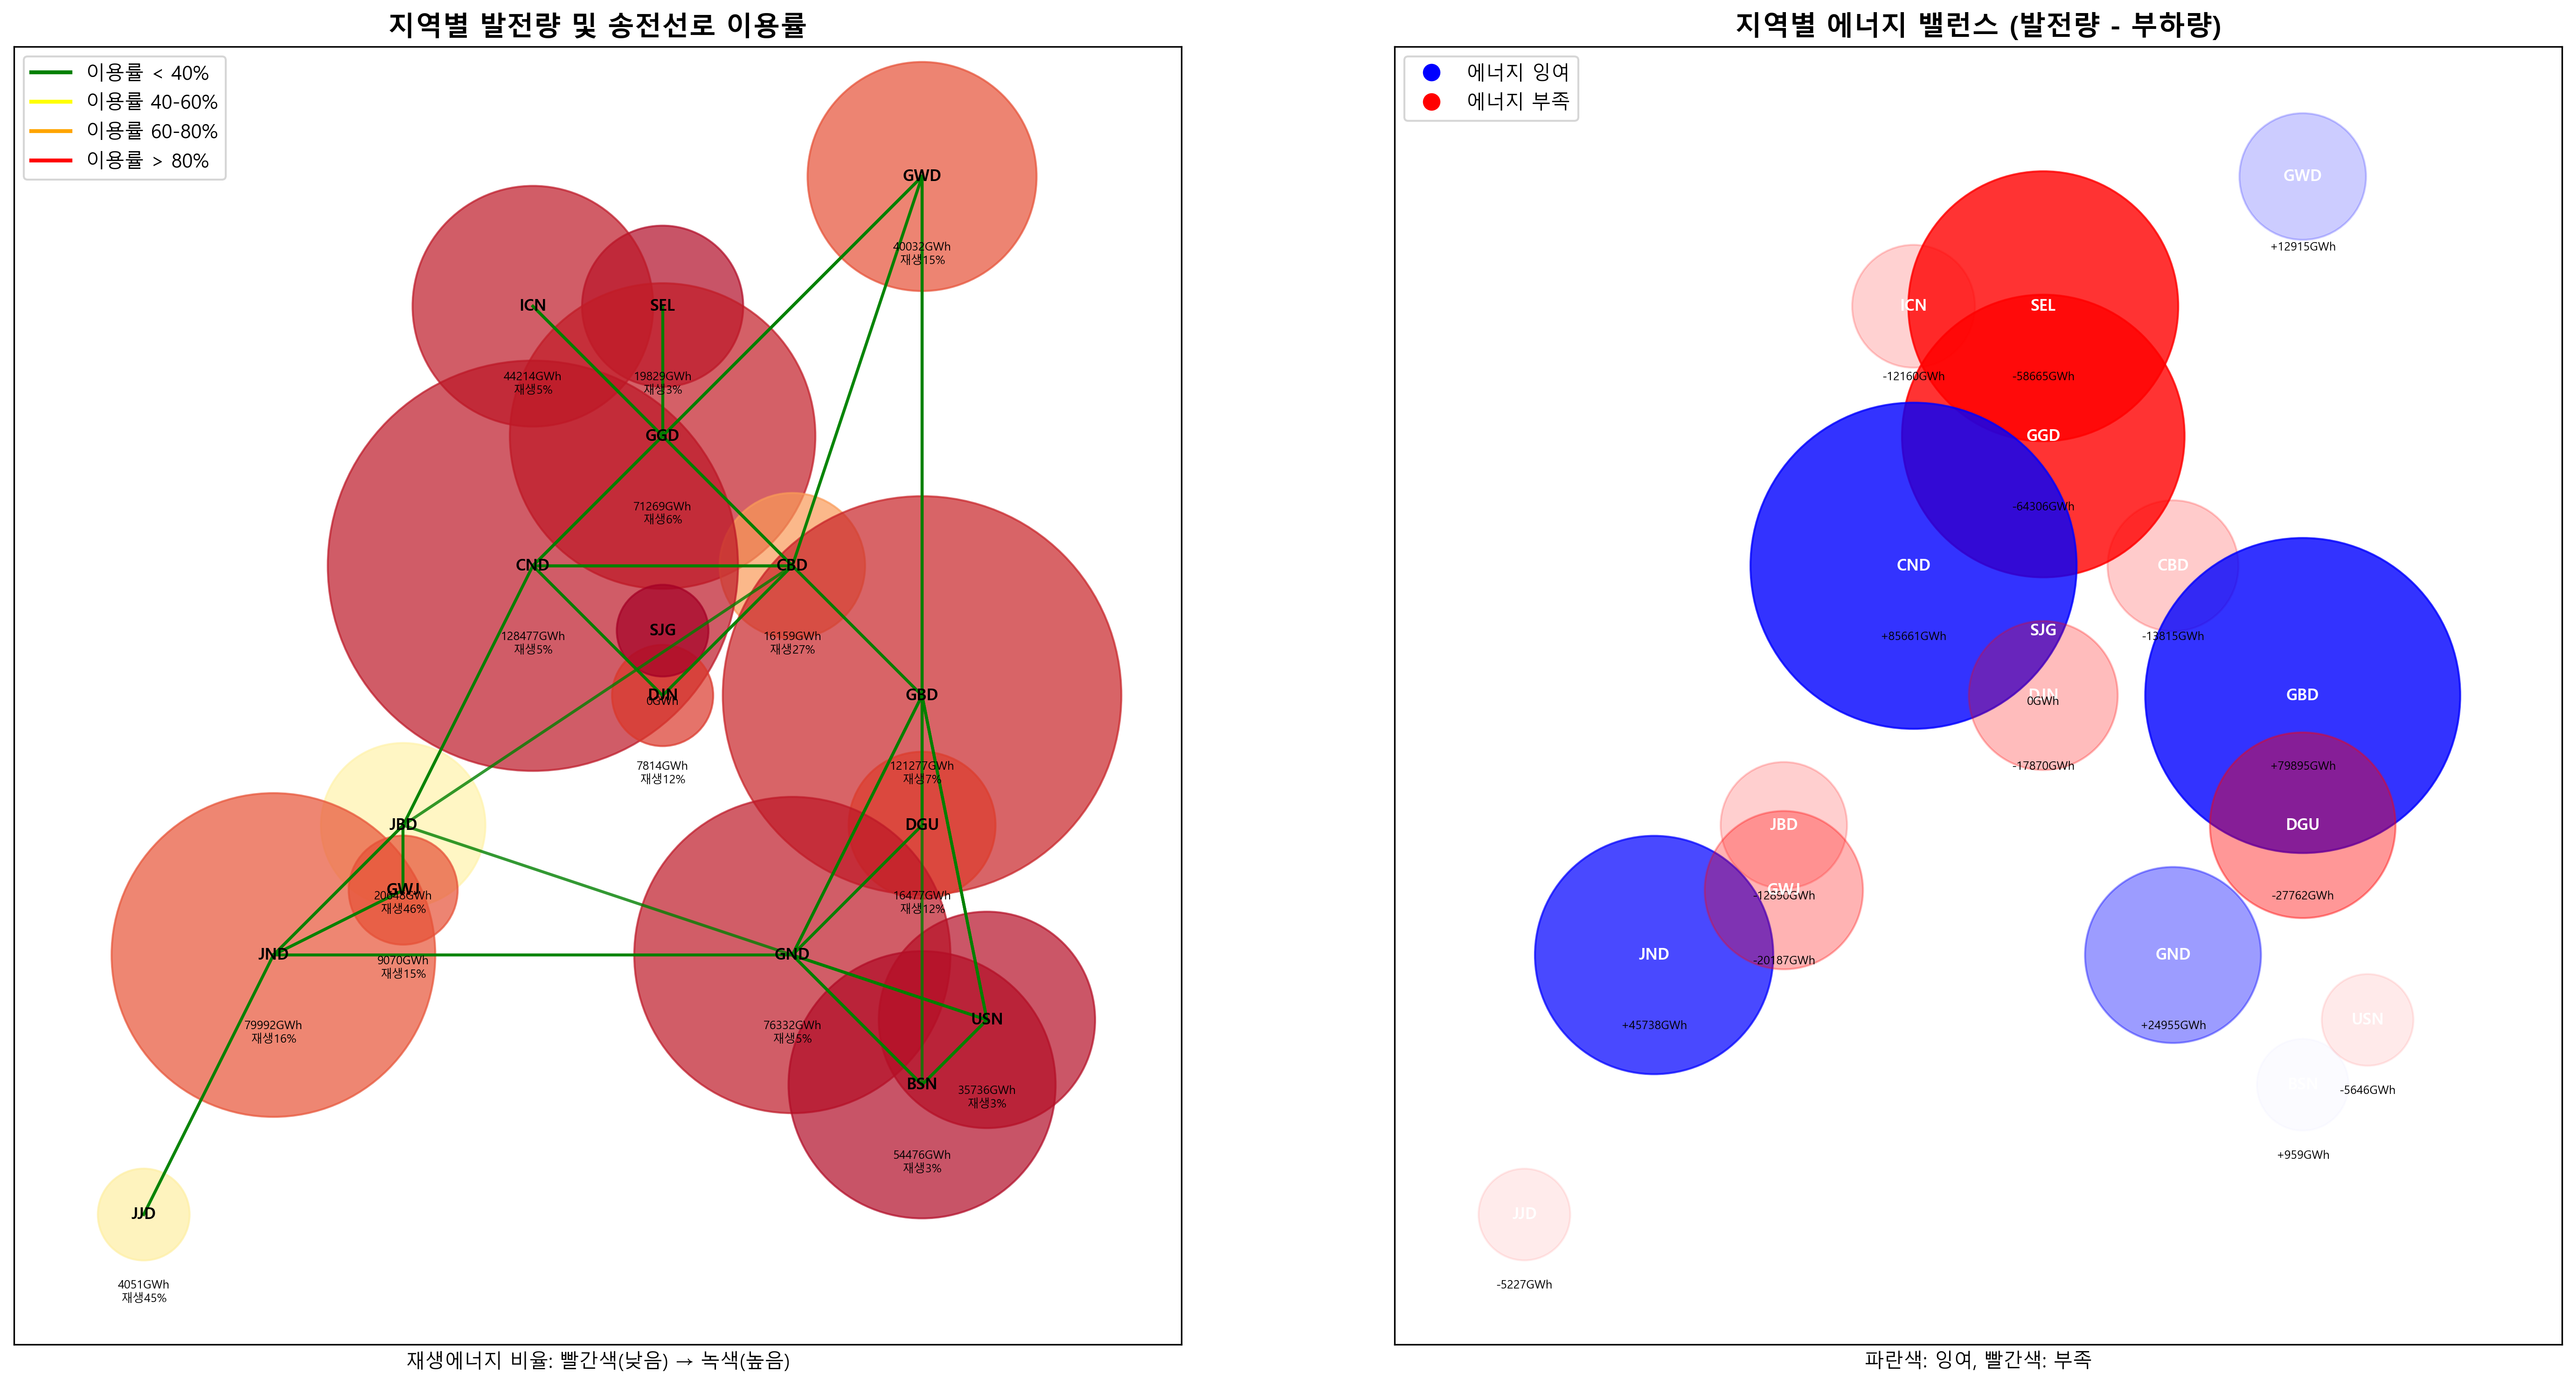 지역별 발전량 및 송전선로 이용률
이용률 < 40%
이용률 40-60%
이용률 60-80%
이용률 > 80%
GWD
40032GWh
재생15%
ICN
SEL
44214GWh
재생5%
19829GWh
재생3%
GGD
71269GWh
재생6%
CND
CBD
SJG
128477GWh
재생5%
16159GWh
재생27%
DJN
0GWh
GBD
7814GWh
재생12%
121277GWh
재생7%
JBD
DGU
GWJ
재생46%
16477GWh
재생12%
JND
9070GWh
재생15%
GND
79992GWh
재생16%
76332GWh
재생5%
USN
BSN
35736GWh
재생3%
54476GWh
재생3%
JJD
4051GWh
재생45%
재생에너지 비율: 빨간색(낮음) → 녹색(높음)
지역별 에너지 밸런스 (발전량 - 부하량)
에너지 잉여
에너지 부족
GWD
+12915GWh
ICN
SEL
-12160GWh
-58665GWh
GGD
-64306GWh
CND
CBD
SJG
+85661GWh
-13815GWh
DJN
0GWh
GBD
-17870GWh
+79895GWh
JBD
DGU
GWJ
-27762GWh
JND
-20187GWh
GND
+45738GWh
+24955GWh
USN
BSN
-5646GWh
+959GWh
JJD
-5227GWh
파란색: 잉여, 빨간색: 부족